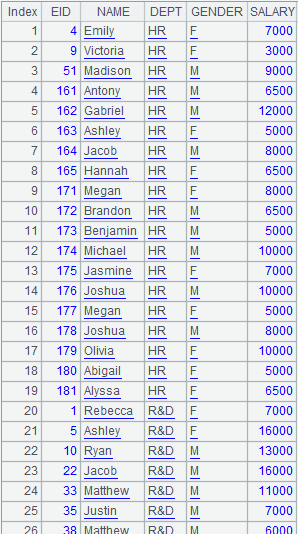 Index EID NAME DEPT GENDER SALARY
1 4 Emily HR F 7000
2 9 Victoria HR F 3000
3 51 Madison HR M 9000
4 161 Antony HR M 6500
5 162 Gabriel HR M 12000
6 163 Ashley HR F 5000
7 164 Jacob HR M 8000
8 165 Hannah HR F 6500
9 171 Megan HR F 8000
10 172 Brandon HR M 6500
11 173 Benjamin HR M 5000
12 174 Michael HR M 10000
13 175 Jasmine HR F 7000
14 176 Joshua HR M 10000
15 177 Megan HR F 5000
16 178 Joshua HR M 8000
17 179 Olivia HR F 10000
18 180 Abigail HR F 5000
19 181 Alyssa HR F 6500
20 1 Rebecca R&D F 7000
21 5 Ashley R&D F 16000
22 10 Ryan R&D M 13000
23 22 Jacob R&D M 16000
24 33 Matthew R&D M 11000
25 35 Justin R&D M 7000
26 38 Matthew R&D M 6000